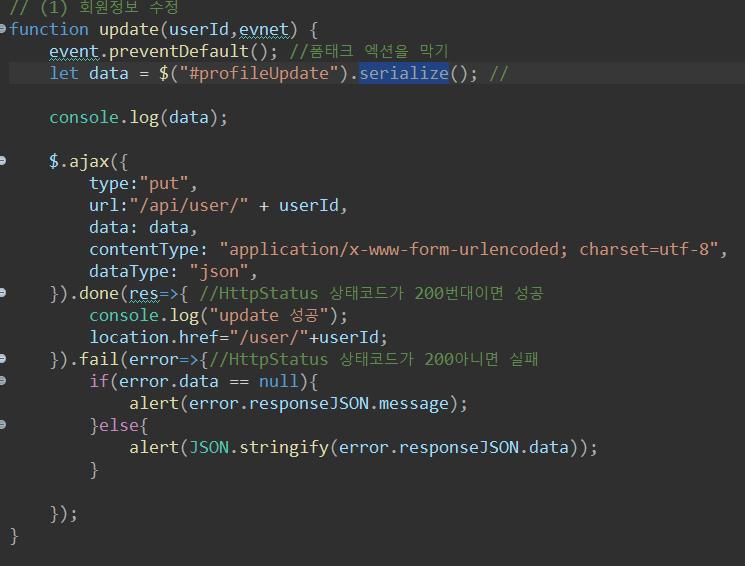 // (1) 회원정보 수정
function update(userId,evnet) {
event.preventDefault(); //폼태크 엑션을 막기
let data = $("#profileUpdate").serialize(); //
console.log(data);
$.ajax({
type:"put",
url:"/api/user/" + userId,
data: data,
contentType: "application/x-www-form-urlencoded; charset=utf-8",
dataType: "json",
}).done(res=>{ //HttpStatus 상태코드가 200번대이면 성공
console.log("update 성공");
location.href="/user/"+userId;
}).fail(error=>{//HttpStatus 상태코드가 200아니면 실패
if(error.data == null){
alert(error.responseJSON.message);
}else{
alert(JSON.stringify(error.responseJSON.data));
}
});
}